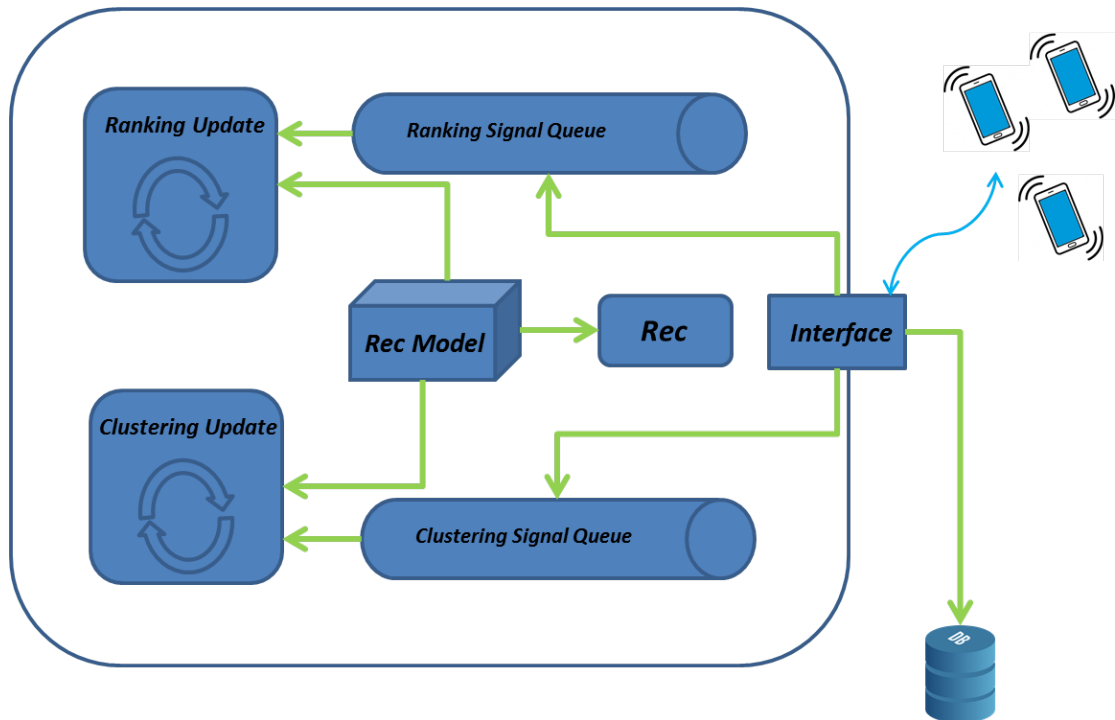 Ranking Update
Ranking Signal Queue
Rec Model
Rec
Interface
Clustering Update
Clustering Signal Queue
DB